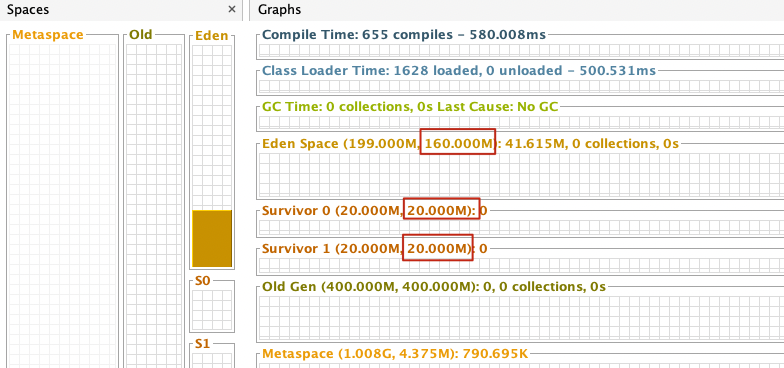 Spaces ×
Metaspace
Old
Eden
S0
S1
Graphs
Compile Time: 655 compiles – 580.008ms
Class Loader Time: 1628 loaded, 0 unloaded – 500.531ms
GC Time: 0 collections, 0s Last Cause: No GC
Eden Space (199.000M, 160.000M): 41.615M, 0 collections, 0s
Survivor 0 (20.000M, 20.000M): 0
Survivor 1 (20.000M, 20.000M): 0
Old Gen (400.000M, 400.000M): 0, 0 collections, 0s
Metaspace (1.008G, 4.375M): 790.695K